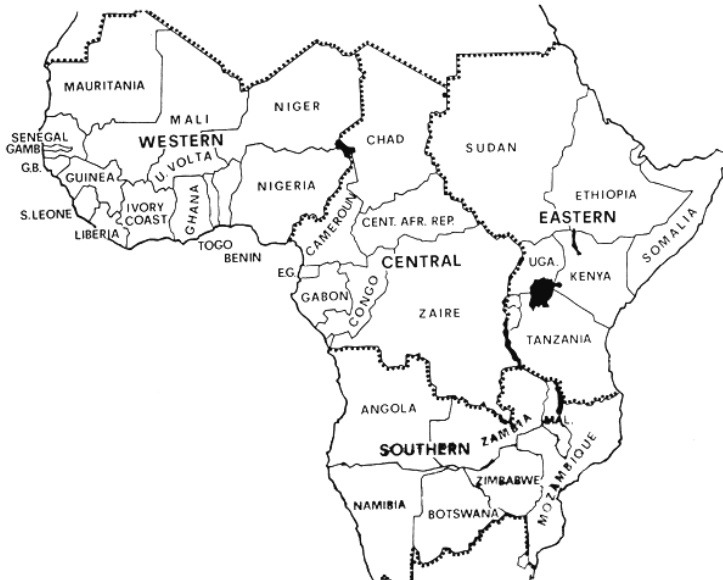 MAURITANIA
MALI
NIGER
CHAD
SUDAN
SENEGAL
GAMB.
WESTERN
U. VOLTA
G.B.
GUINEA
NIGERIA
ETHIOPIA
S.LEONE
IVORY
COAST
GHANA
CAMEROUN
CENT. AFR. REP.
EASTERN
SOMALIA
LIBERIA
TOGO
BENIN
E.G.
CENTRAL
UGA.
KENYA
GABON
CONGO
ZAIRE
TANZANIA
ANGOLA
ZAMBIA
MAL.
SOUTHERN
MOZAMBIQUE
NAMIBIA
ZIMBABWE
BOTSWANA